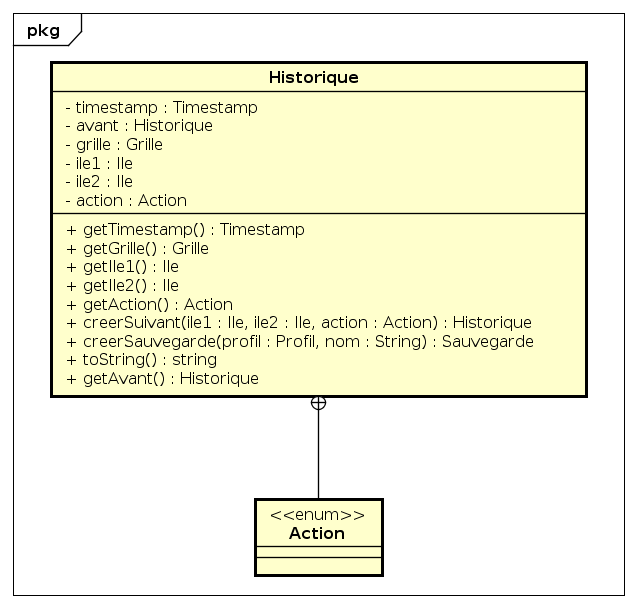 pkg
Historique
- timestamp : Timestamp
- avant : Historique
- grille : Grille
- ile1 : Ile
- ile2 : Ile
- action : Action
+ getTimestamp() : Timestamp
+ getGrille() : Grille
+ getIle1() : Ile
+ getIle2() : Ile
+ getAction() : Action
+ creerSuivant(ile1 : Ile, ile2 : Ile, action : Action) : Historique
+ creerSauvegarde(profil : Profil, nom : String) : Sauvegarde
+ toString() : string
+ getAvant() : Historique
<<enum>>
Action